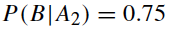 P(B|A₂) = 0.75